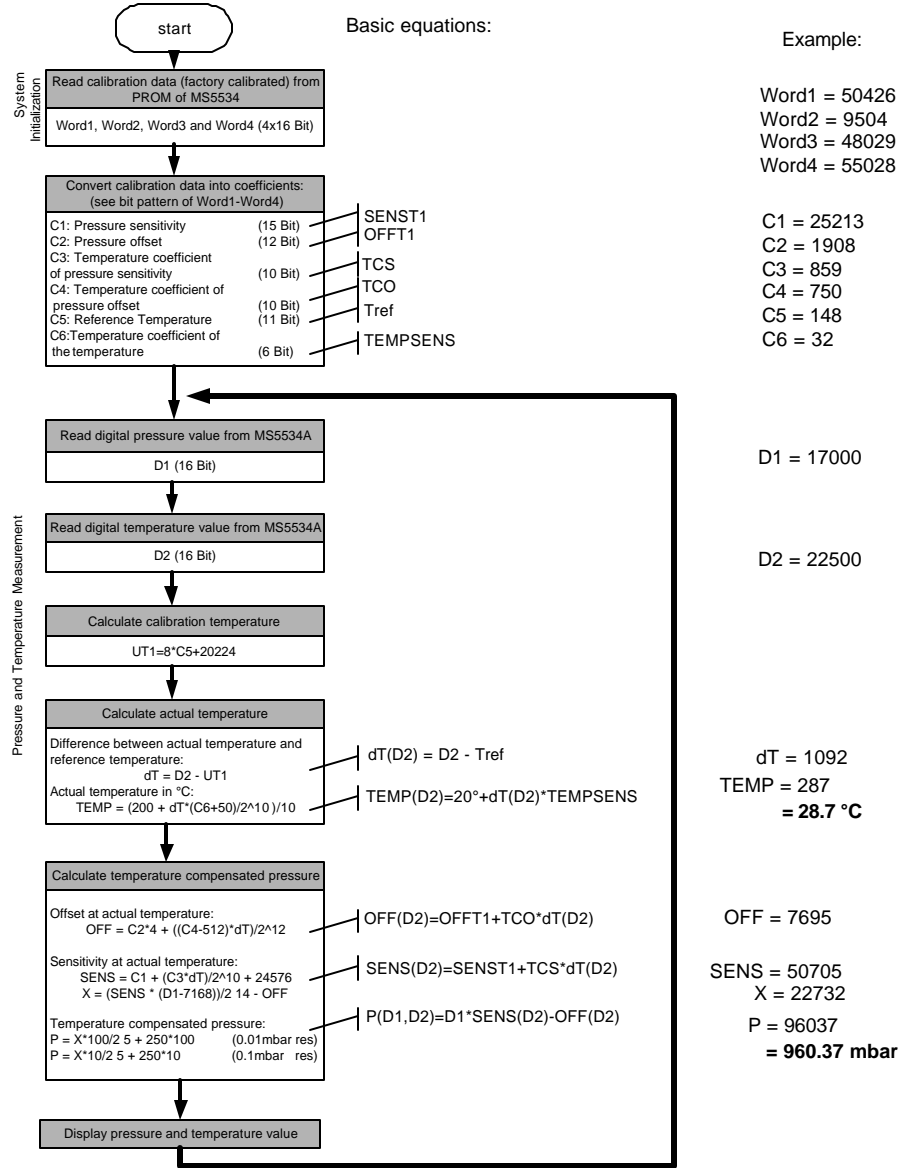 start
Basic equations:
Example:
System
Initialization
Read calibration data (factory calibrated) from
PROM of MS5534
Word1, Word2, Word3 and Word4 (4x16 Bit)
Word1 = 50426
Word2 = 9504
Word3 = 48029
Word4 = 55028
Convert calibration data into coefficients:
(see bit pattern of Word1-Word4)
C1: Pressure sensitivity (15 Bit)
C2: Pressure offset (12 Bit)
C3: Temperature coefficient
of pressure sensitivity (10 Bit)
C4: Temperature coefficient of
pressure offset (10 Bit)
C5: Reference Temperature (11 Bit)
C6:Temperature coefficient of
the temperature (6 Bit)
SENST1
OFFT1
TCS
TCO
Tref
TEMPSENS
C1 = 25213
C2 = 1908
C3 = 859
C4 = 750
C5 = 148
C6 = 32
Pressure and Temperature Measurement
Read digital pressure value from MS5534A
D1 (16 Bit)
D1 = 17000
Read digital temperature value from MS5534A
D2 (16 Bit)
D2 = 22500
Calculate calibration temperature
UT1=8*C5+20224
Calculate actual temperature
Difference between actual temperature and
reference temperature:
dT = D2 - UT1
Actual temperature in °C:
TEMP = (200 + dT*(C6+50)/2^10 )/10
dT(D2) = D2 - Tref
TEMP(D2)=20°+dT(D2)*TEMPSENS
dT = 1092
TEMP = 287
= 28.7 °C
Calculate temperature compensated pressure
Offset at actual temperature:
OFF = C2*4 + ((C4-512)*dT)/2^12
OFF(D2)=OFFT1+TCO*dT(D2)
OFF = 7695
Sensitivity at actual temperature:
SENS = C1 + (C3*dT)/2^10 + 24576
X = (SENS * (D1-7168))/2 14 - OFF
SENS(D2)=SENST1+TCS*dT(D2)
SENS = 50705
X = 22732
Temperature compensated pressure:
P = X*100/2 5 + 250*100 (0.01mbar res)
P = X*10/2 5 + 250*10 (0.1mbar res)
P(D1,D2)=D1*SENS(D2)-OFF(D2)
P = 96037
= 960.37 mbar
Display pressure and temperature value